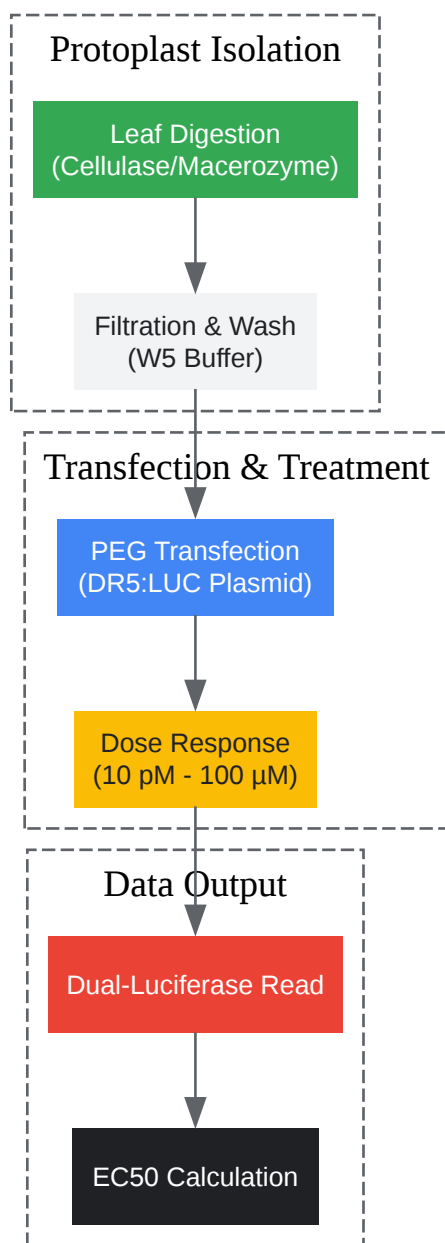 Protoplast Isolation
Leaf Digestion
(Cellulase/Macerozyme)
Filtration & Wash
(W5 Buffer)
Transfection & Treatment
PEG Transfection
(DR5:LUC Plasmid)
Dose Response
(10 pM - 100 µM)
Data Output
Dual-Luciferase Read
EC50 Calculation